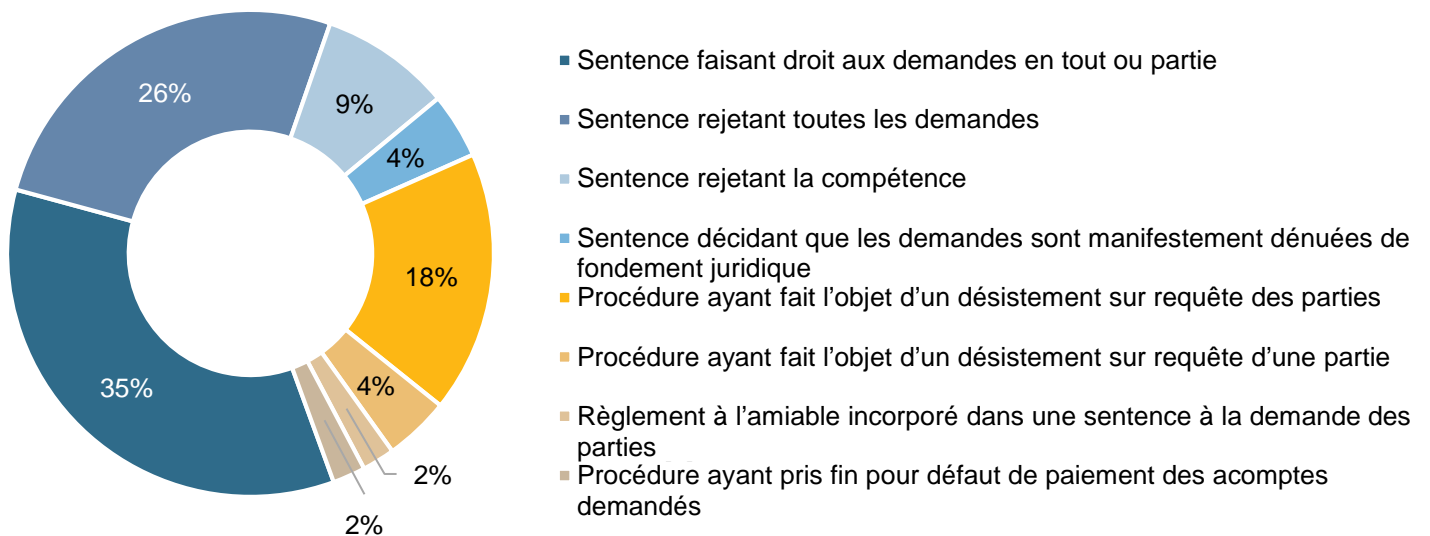 26%
9%
4%
18%
4%
2%
2%
35%
Sentence faisant droit aux demandes en tout ou partie
Sentence rejetant toutes les demandes
Sentence rejetant la compétence
Sentence décidant que les demandes sont manifestement dénuées de
fondement juridique
Procédure ayant fait l’objet d’un désistement sur requête des parties
Procédure ayant fait l’objet d’un désistement sur requête d’une partie
Règlement à l’amiable incorporé dans une sentence à la demande des
parties
Procédure ayant pris fin pour défaut de paiement des acomptes
demandés